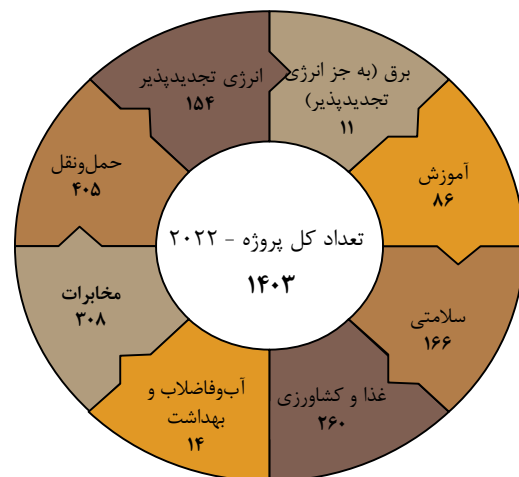 برق (به جز انرژی
تجدیدپذیر)
۱۱
آموزش
۸۶
سلامتی
۱۶۶
غذا و کشاورزی
۲۶۰
آب‌وفاضلاب و
بهداشت
۱۴
مخابرات
۳۰۸
حمل‌ونقل
۴۰۵
انرژی تجدیدپذیر
۱۵۴
تعداد کل پروژه - ۲۰۲۲
۱۴۰۳